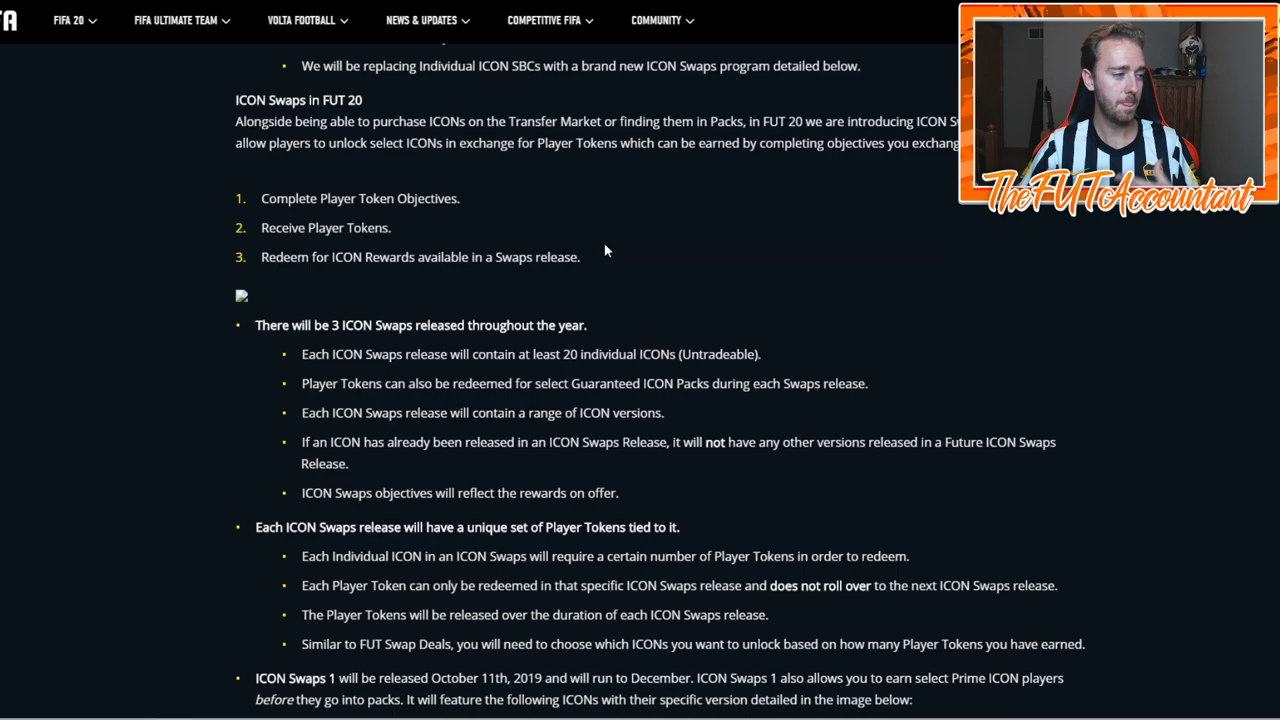 TA
FIFA 20
FIFA ULTIMATE TEAM
VOLTA FOOTBALL
NEWS & UPDATES
COMPETITIVE FIFA
COMMUNITY
• We will be replacing Individual ICON SBCs with a brand new ICON Swaps program detailed below.
ICON Swaps in FUT 20
Alongside being able to purchase ICONs on the Transfer Market or finding them in Packs, in FUT 20 we are introducing ICON
allow players to unlock select ICONs in exchange for Player Tokens which can be earned by completing objectives you
TheFUTAccountant
1. Complete Player Token Objectives.
2. Receive Player Tokens.
3. Redeem for ICON Rewards available in a Swaps release.
• There will be 3 ICON Swaps released throughout the year.
• Each ICON Swaps release will contain at least 20 individual ICONs (Untradeable).
• Player Tokens can also be redeemed for select Guaranteed ICON Packs during each Swaps release.
• Each ICON Swaps release will contain a range of ICON versions.
• If an ICON has already been released in an ICON Swaps Release, it will not have any other versions released in a Future ICON Swaps
Release.
• ICON Swaps objectives will reflect the rewards on offer.
• Each ICON Swaps release will have a unique set of Player Tokens tied to it.
• Each Individual ICON in an ICON Swaps will require a certain number of Player Tokens in order to redeem.
• Each Player Token can only be redeemed in that specific ICON Swaps release and does not roll over to the next ICON Swaps release.
• The Player Tokens will be released over the duration of each ICON Swaps release.
• Similar to FUT Swap Deals, you will need to choose which ICONs you want to unlock based on how many Player Tokens you have earned.
• ICON Swaps 1 will be released October 11th, 2019 and will run to December. ICON Swaps 1 also allows you to earn select Prime ICON players
before they go into packs. It will feature the following ICONs with their specific version detailed in the image below: